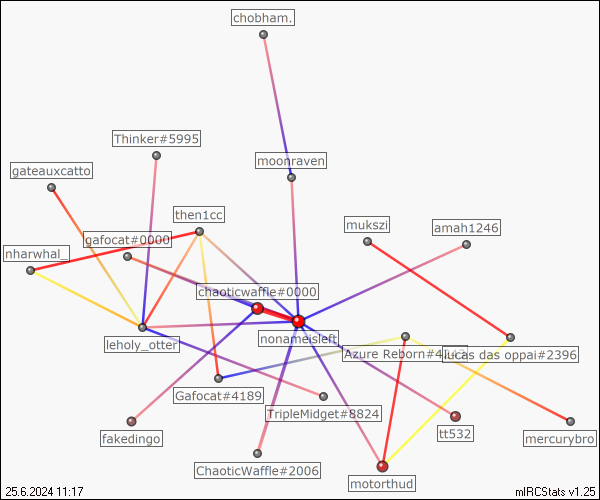 chobham.
Thinker#5995
moonraven
gateauxcatto
then1cc
mukszi
amah1246
gafocat#0000
nharwhal_
chaoticwaffle#0000
nonameisleft
leholy_otter
Azure Reborn#4
lucas das oppai#2396
Gafocat#4189
TripleMidget#8824
fakedingo
tt532
mercurybro
ChaoticWaffle#2006
motorthud
25.6.2024 11:17
mIRCStats v1.25